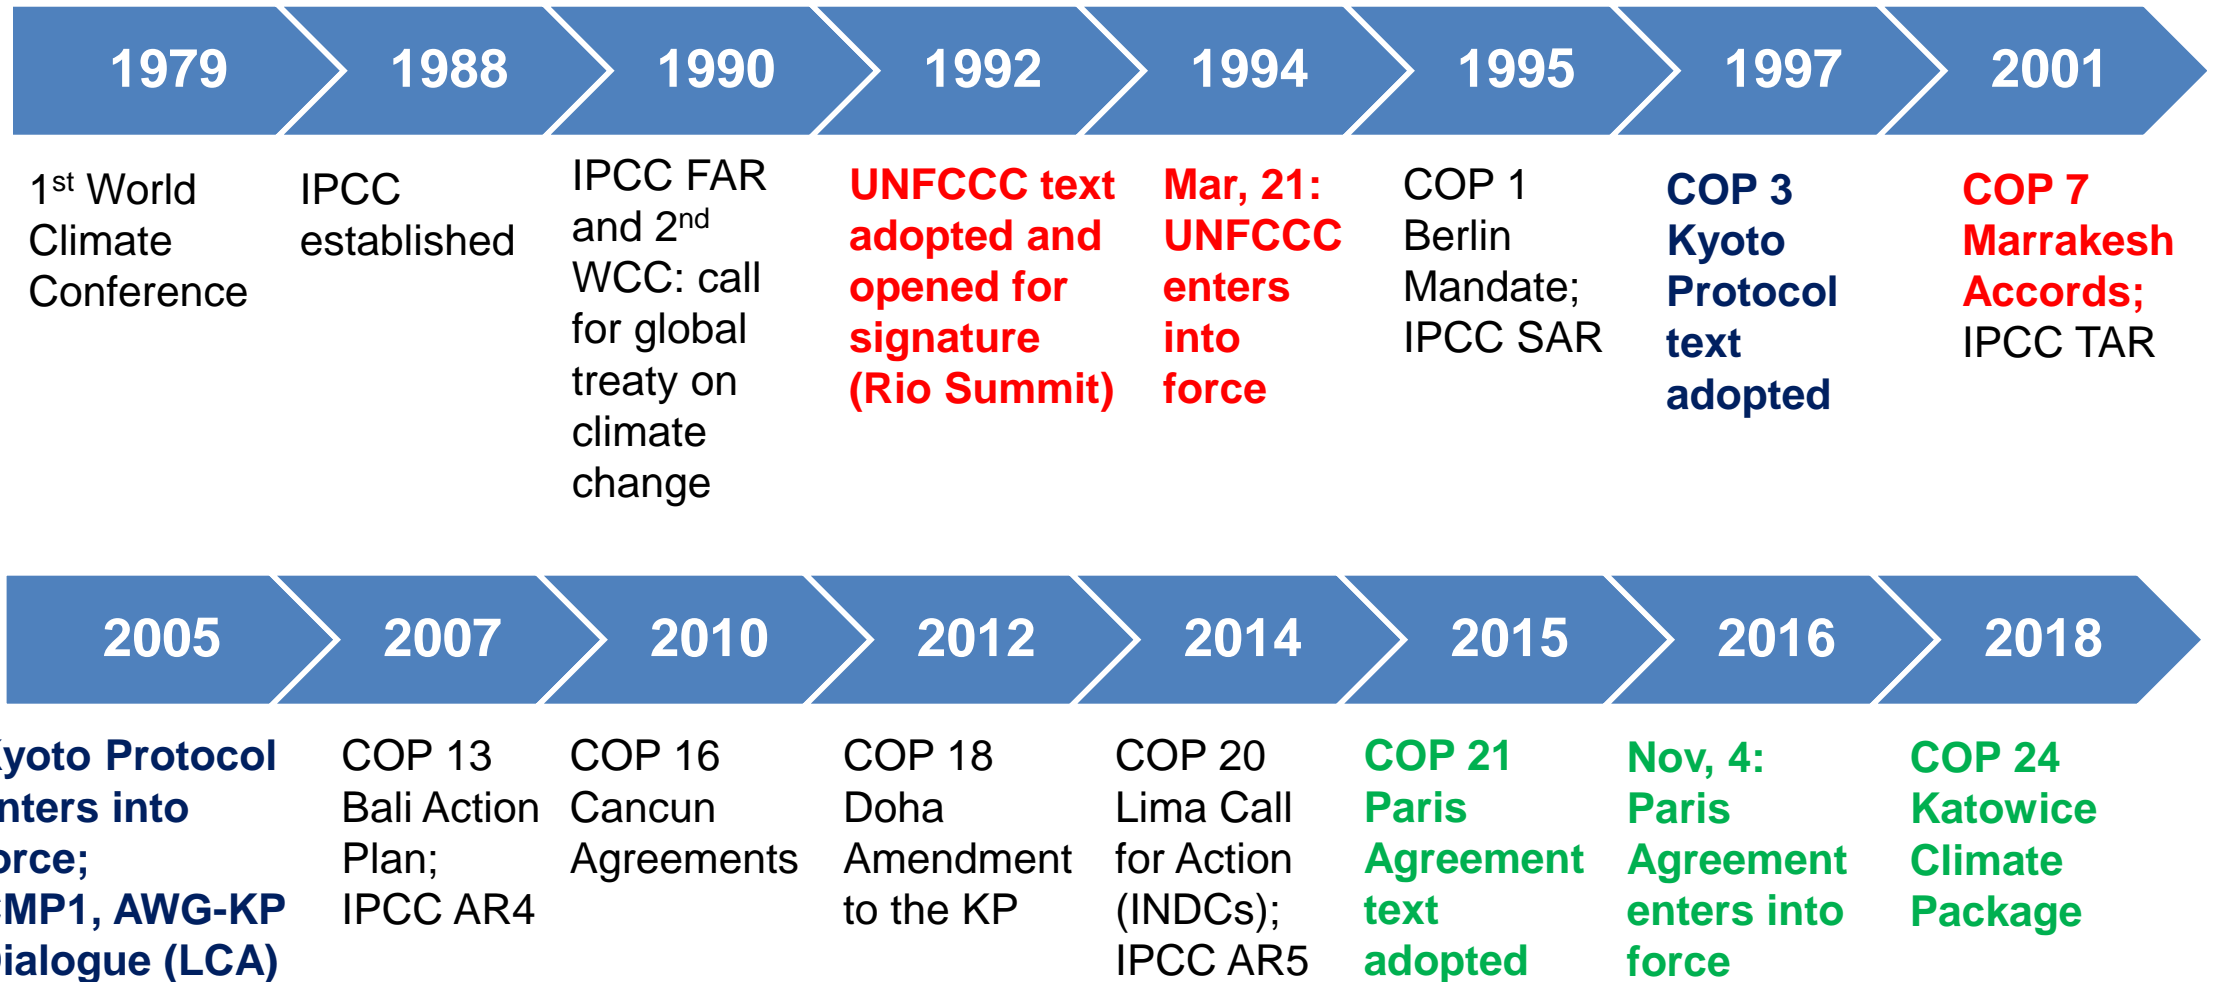 1979 1988 1990 1992 1994 1995 1997 2001
1st World
Climate
Conference
IPCC
established
IPCC FAR
and 2nd
WCC: call
for global
treaty on
climate
change
UNFCCC text
adopted and
opened for
signature
(Rio Summit)
Mar, 21:
UNFCCC
enters
into
force
COP 1
Berlin
Mandate;
IPCC SAR
COP 3
Kyoto
Protocol
text
adopted
COP 7
Marrakesh
Accords;
IPCC TAR
2005 2007 2010 2012 2014 2015 2016 2018
Kyoto Protocol
enters into
force;
CMP1, AWG-KP
Dialogue (LCA)
COP 13
Bali Action
Plan;
IPCC AR4
COP 16
Cancun
Agreements
COP 18
Doha
Amendment
to the KP
COP 20
Lima Call
for Action
(INDCs);
IPCC AR5
COP 21
Paris
Agreement
text
adopted
Nov, 4:
Paris
Agreement
enters into
force
COP 24
Katowice
Climate
Package